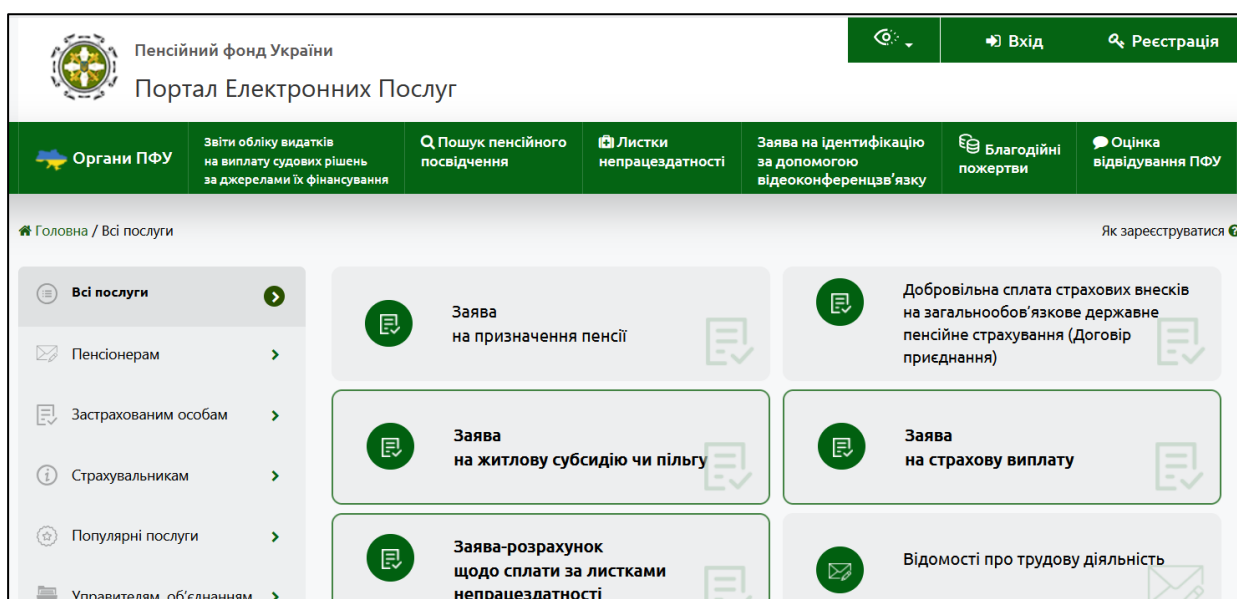 Пенсійний фонд України
Портал Електронних Послуг
Вхід
Реєстрація
Органи ПФУ
Звіти обліку видатків
на виплату судових рішень
за джерелами їх фінансування
Пошук пенсійного
посвідчення
Листки
непрацездатності
Заява на ідентифікацію
за допомогою
відеоконференцзв'язку
Благодійні
пожертви
Оцінка
відвідування ПФУ
Головна / Всі послуги
Як зареєструватися
Всі послуги
Пенсіонерам
Застрахованим особам
Страхувальникам
Популярні послуги
Управителям, об'єднанням
Заява
на призначення пенсії
Добровільна сплата страхових внесків
на загальнообов'язкове державне
пенсійне страхування (Договір
приєднання)
Заява
на житлову субсидію чи пільгу
Заява
на страхову виплату
Заява-розрахунок
щодо сплати за листками
непрацездатності
Відомості про трудову діяльність